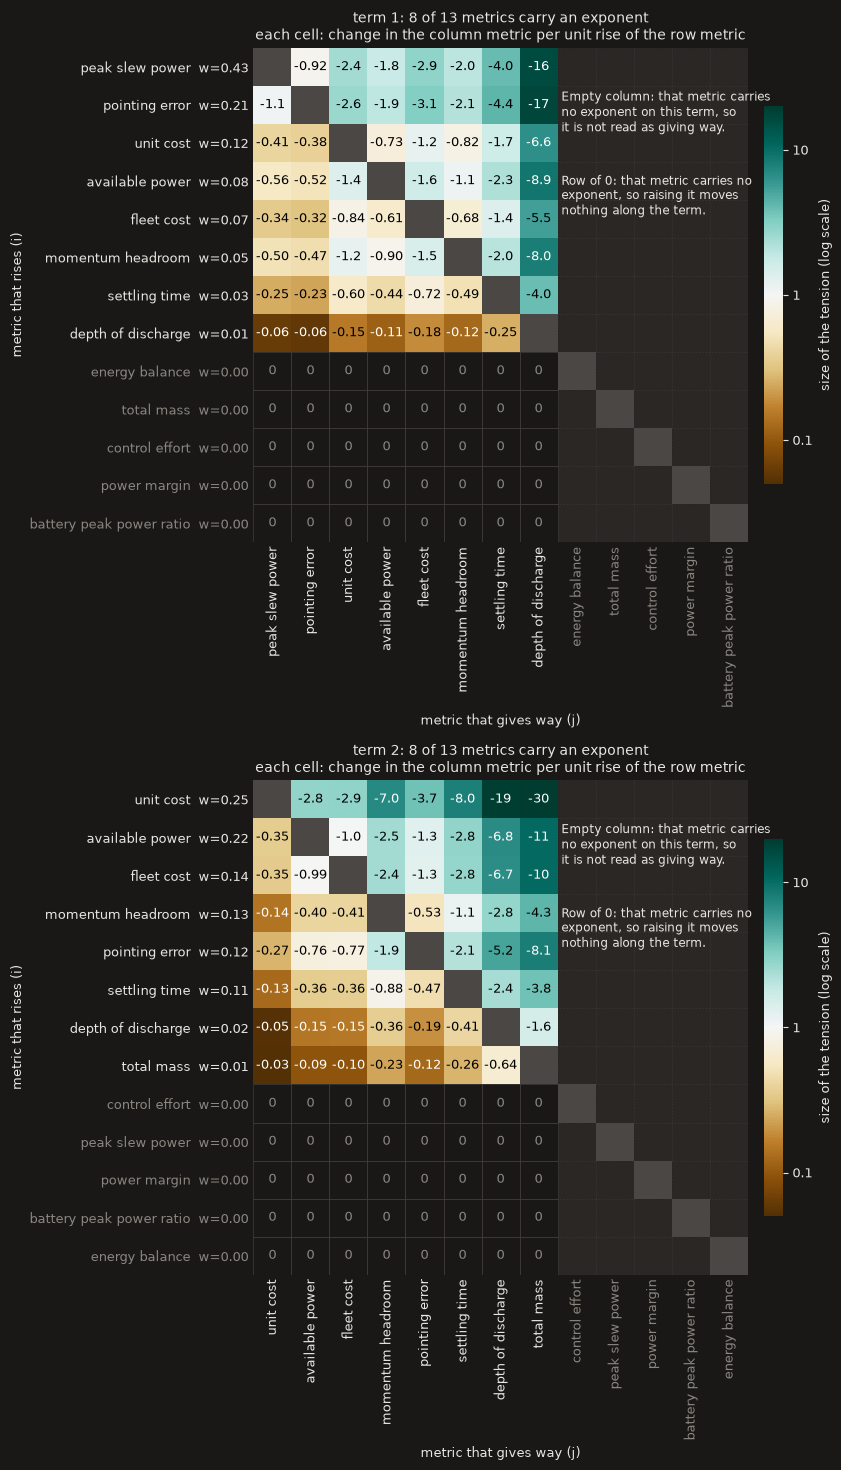 term 1: 8 of 13 metrics carry an exponent
each cell: change in the column metric per unit rise of the row metric
metric that rises (i)
peak slew power w=0.43 -0.92 -2.4 -1.8 -2.9 -2.0 -4.0 -16
pointing error w=0.21 -1.1 -2.6 -1.9 -3.1 -2.1 -4.4 -17
unit cost w=0.12 -0.41 -0.38 -0.73 -1.2 -0.82 -1.7 -6.6
available power w=0.08 -0.56 -0.52 -1.4 -1.6 -1.1 -2.3 -8.9
fleet cost w=0.07 -0.34 -0.32 -0.84 -0.61 -0.68 -1.4 -5.5
momentum headroom w=0.05 -0.50 -0.47 -1.2 -0.90 -1.5 -2.0 -8.0
settling time w=0.03 -0.25 -0.23 -0.60 -0.44 -0.72 -0.49 -4.0
depth of discharge w=0.01 -0.06 -0.06 -0.15 -0.11 -0.18 -0.12 -0.25
energy balance w=0.00 0 0 0 0 0 0 0 0
total mass w=0.00 0 0 0 0 0 0 0 0
control effort w=0.00 0 0 0 0 0 0 0 0
power margin w=0.00 0 0 0 0 0 0 0 0
battery peak power ratio w=0.00 0 0 0 0 0 0 0 0
Empty column: that metric carries
no exponent on this term, so
it is not read as giving way.
Row of 0: that metric carries no
exponent, so raising it moves
nothing along the term.
10
1
0.1
size of the tension (log scale)
peak slew power
pointing error
unit cost
available power
fleet cost
momentum headroom
settling time
depth of discharge
energy balance
total mass
control effort
power margin
battery peak power ratio
metric that gives way (j)
term 2: 8 of 13 metrics carry an exponent
each cell: change in the column metric per unit rise of the row metric
metric that rises (i)
unit cost w=0.25 -2.8 -2.9 -7.0 -3.7 -8.0 -19 -30
available power w=0.22 -0.35 -1.0 -2.5 -1.3 -2.8 -6.8 -11
fleet cost w=0.14 -0.35 -0.99 -2.4 -1.3 -2.8 -6.7 -10
momentum headroom w=0.13 -0.14 -0.40 -0.41 -0.53 -1.1 -2.8 -4.3
pointing error w=0.12 -0.27 -0.76 -0.77 -1.9 -2.1 -5.2 -8.1
settling time w=0.11 -0.13 -0.36 -0.36 -0.88 -0.47 -2.4 -3.8
depth of discharge w=0.02 -0.05 -0.15 -0.15 -0.36 -0.19 -0.41 -1.6
total mass w=0.01 -0.03 -0.09 -0.10 -0.23 -0.12 -0.26 -0.64
control effort w=0.00 0 0 0 0 0 0 0 0
peak slew power w=0.00 0 0 0 0 0 0 0 0
power margin w=0.00 0 0 0 0 0 0 0 0
battery peak power ratio w=0.00 0 0 0 0 0 0 0 0
energy balance w=0.00 0 0 0 0 0 0 0 0
Empty column: that metric carries
no exponent on this term, so
it is not read as giving way.
Row of 0: that metric carries no
exponent, so raising it moves
nothing along the term.
10
1
0.1
size of the tension (log scale)
unit cost
available power
fleet cost
momentum headroom
pointing error
settling time
depth of discharge
total mass
control effort
peak slew power
power margin
battery peak power ratio
energy balance
metric that gives way (j)